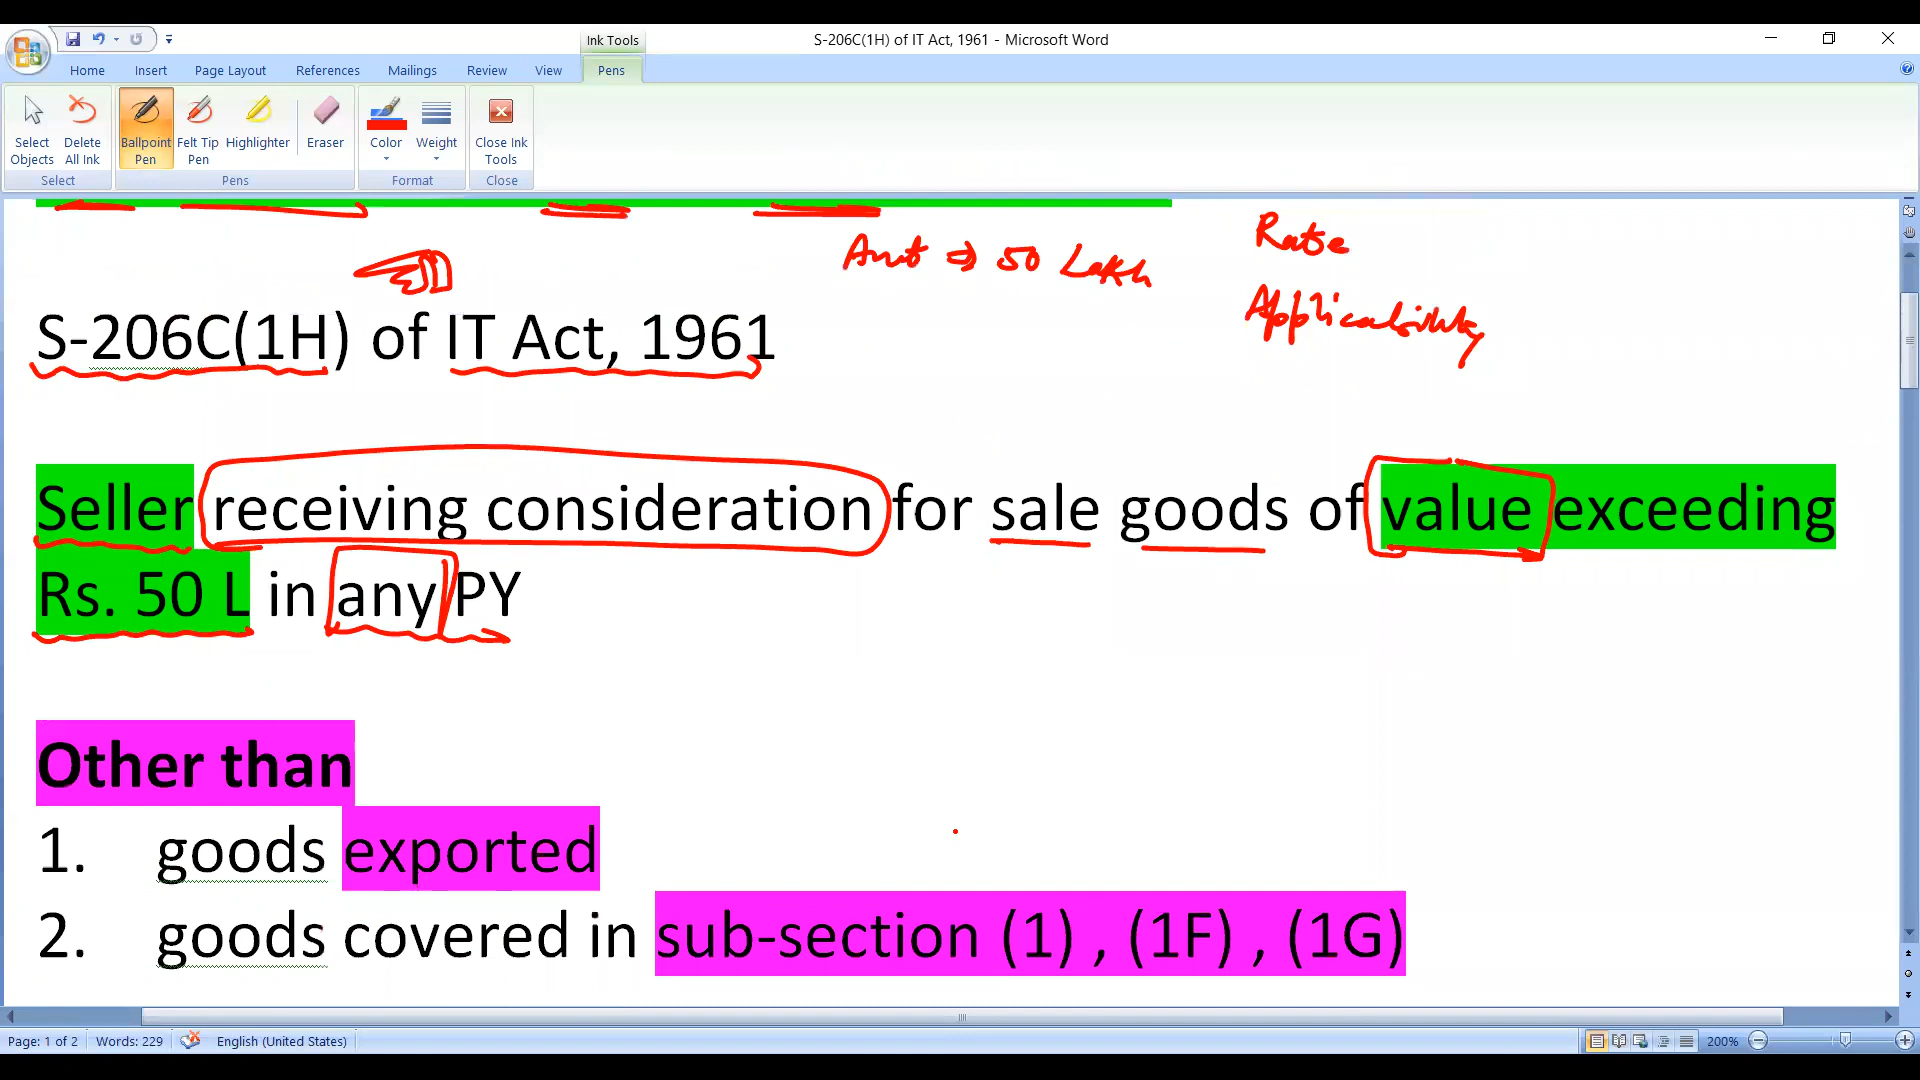 Ink Tools
S-206C(1H) of IT Act, 1961 - Microsoft Word
Home Insert Page Layout References Mailings Review View Pens
Select Objects
Delete All Ink
Ballpoint Pen
Felt Tip Pen
Highlighter
Eraser
Color
Weight
Close Ink Tools
Select Pens Format Close
Rate
Amt ⇒ 50 Lakh
Applicability
S-206C(1H) of IT Act, 1961
Seller receiving consideration for sale goods of value exceeding
Rs. 50 L in any PY
Other than
1. goods exported
2. goods covered in sub-section (1) , (1F) , (1G)
Page: 1 of 2 Words: 229 English (United States) 200%